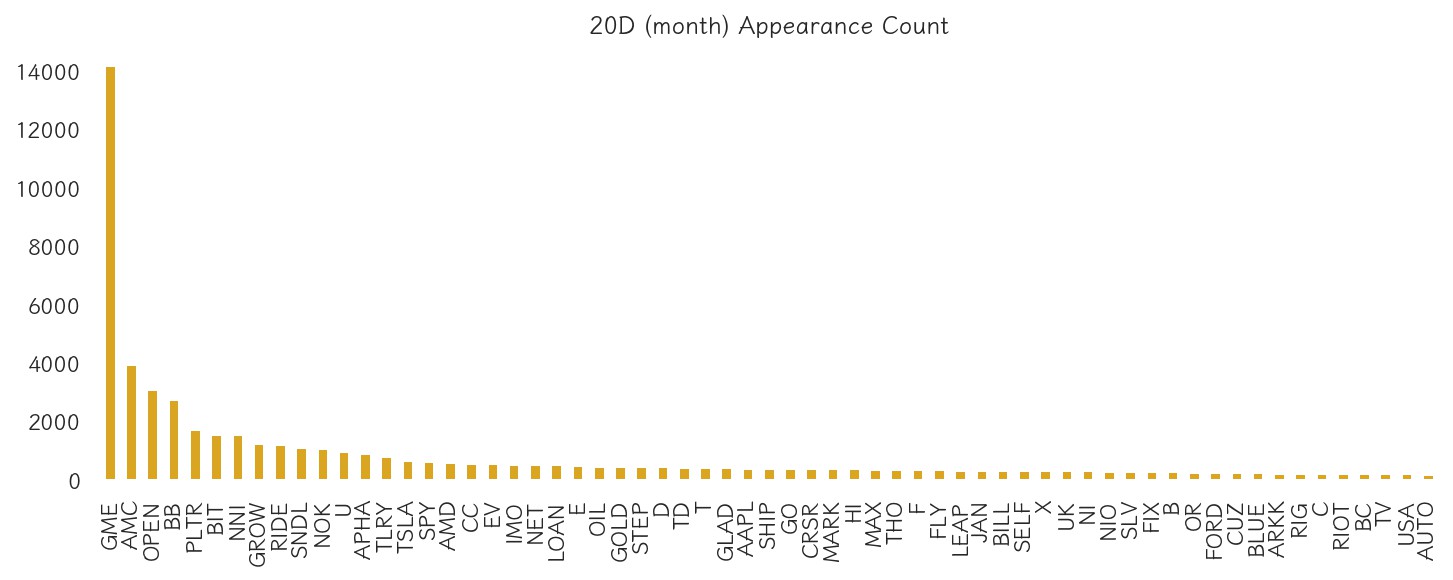 20D (month) Appearance Count
14000
12000
10000
8000
6000
4000
2000
0
GME
AMC
OPEN
BB
PLTR
BIT
NNI
GROW
RIDE
SNDL
NOK
U
APHA
TLRY
TSLA
SPY
AMD
CC
EV
IMO
NET
LOAN
E
OIL
GOLD
STEP
D
TD
T
GLAD
AAPL
SHIP
GO
CRSR
MARK
HI
MAX
THO
F
FLY
LEAP
JAN
BILL
SELF
X
UK
NI
NIO
SLV
FIX
B
OR
FORD
CUZ
BLUE
ARKK
RIG
C
RIOT
BC
TV
USA
AUTO